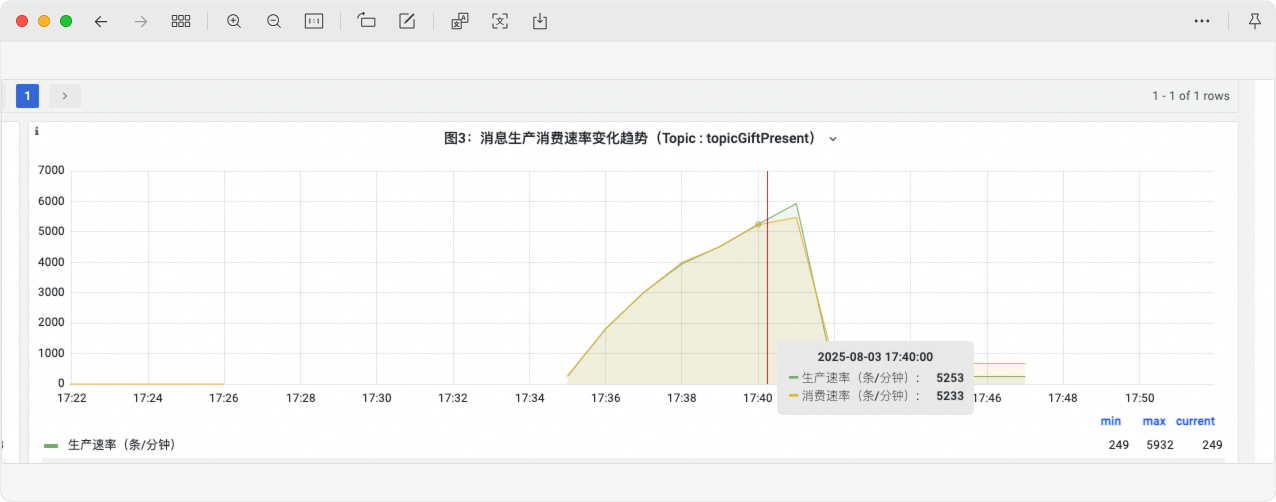 1
1 - 1 of 1 rows
图3：消息生产消费速率变化趋势（Topic : topicGiftPresent）
7000
6000
5000
4000
3000
2000
1000
0
17:22 17:24 17:26 17:28 17:30 17:32 17:34 17:36 17:38 17:40 17:46 17:48 17:50
2025-08-03 17:40:00
生产速率（条/分钟）： 5253
消费速率（条/分钟）： 5233
min max current
生产速率（条/分钟） 249 5932 249